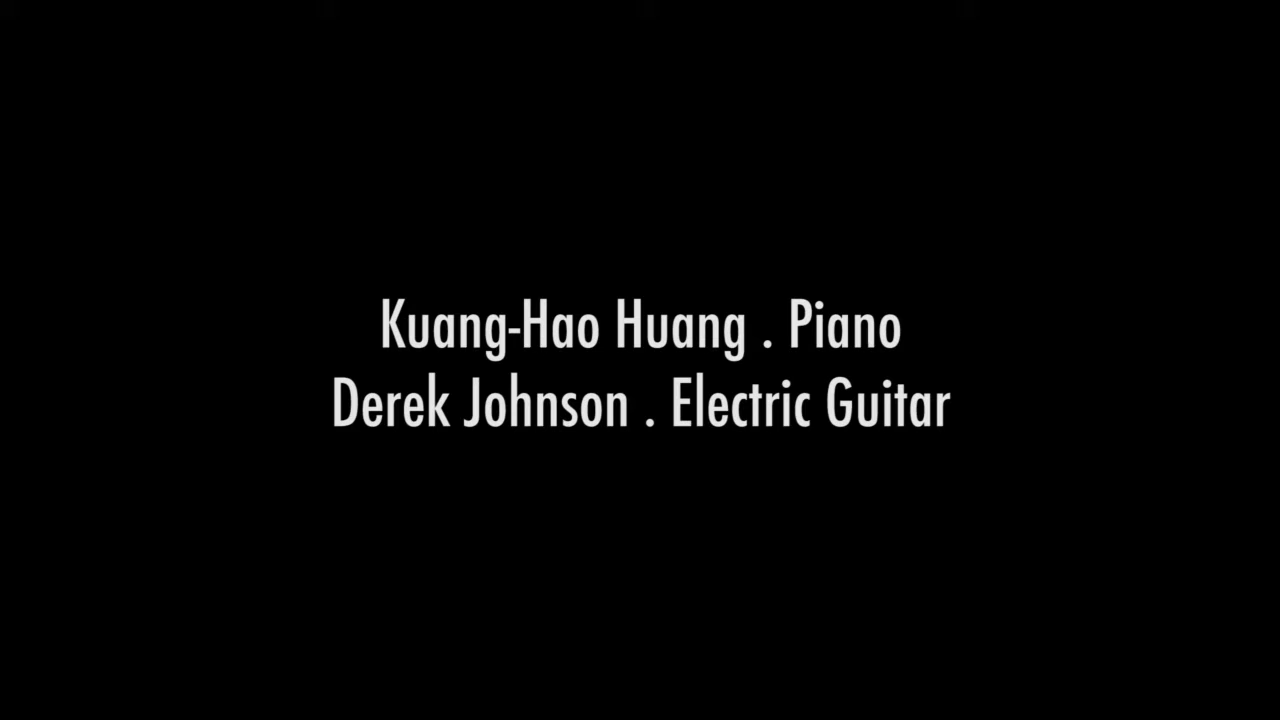 Kuang-Hao Huang . Piano
Derek Johnson . Electric Guitar